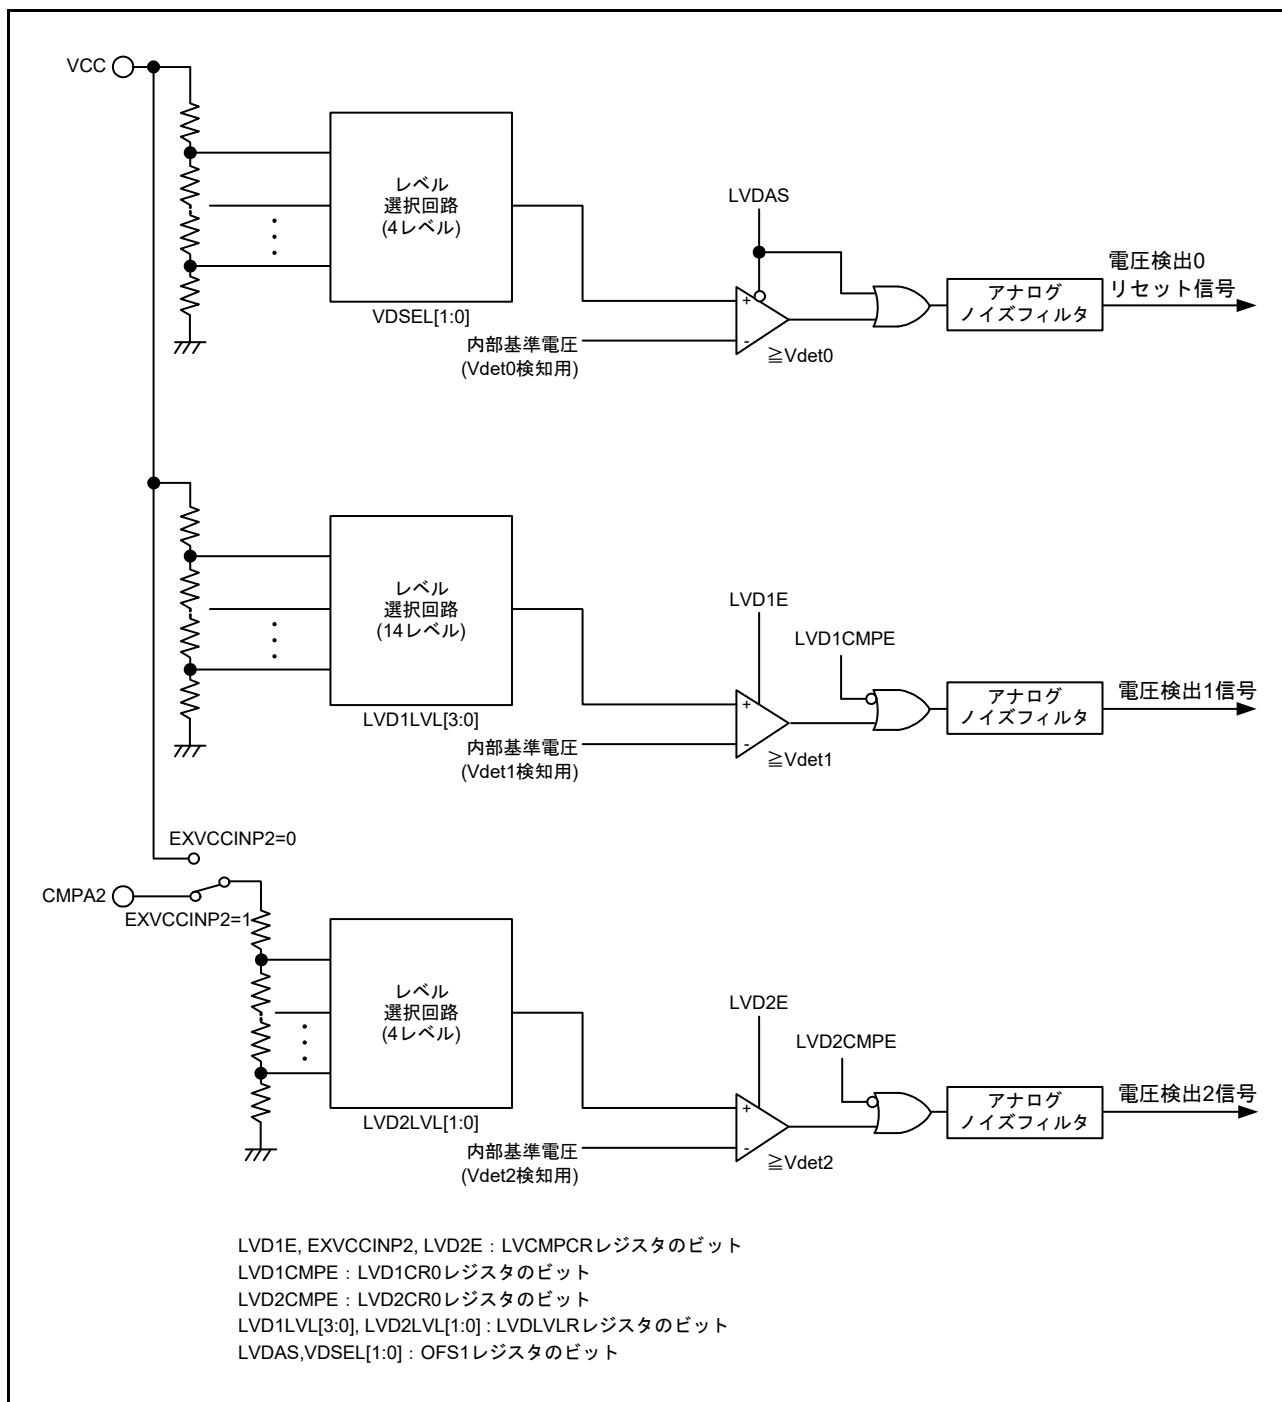 VCC
レベル
選択回路
(4レベル)
VDSEL[1:0]
LVDAS
+
-
内部基準電圧
(Vdet0検知用)
≧Vdet0
アナログ
ノイズフィルタ
電圧検出0
リセット信号
レベル
選択回路
(14レベル)
LVD1LVL[3:0]
LVD1E
LVD1CMPE
+
-
内部基準電圧
(Vdet1検知用)
≧Vdet1
アナログ
ノイズフィルタ
電圧検出1信号
EXVCCINP2=0
CMPA2
EXVCCINP2=1
レベル
選択回路
(4レベル)
LVD2LVL[1:0]
LVD2E
LVD2CMPE
+
-
内部基準電圧
(Vdet2検知用)
≧Vdet2
アナログ
ノイズフィルタ
電圧検出2信号
LVD1E, EXVCCINP2, LVD2E : LVCMPCRレジスタのビット
LVD1CMPE : LVD1CR0レジスタのビット
LVD2CMPE : LVD2CR0レジスタのビット
LVD1LVL[3:0], LVD2LVL[1:0] : LVDLVLRレジスタのビット
LVDAS,VDSEL[1:0] : OFS1レジスタのビット